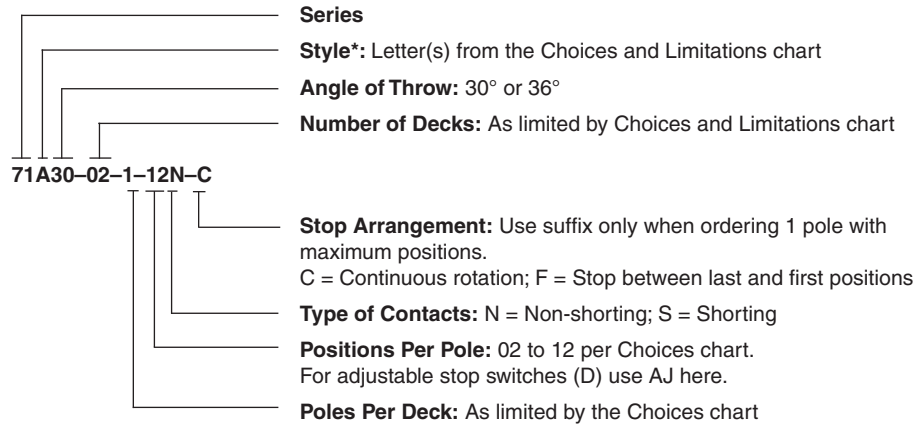 Series
Style*: Letter(s) from the Choices and Limitations chart
Angle of Throw: 30° or 36°
Number of Decks: As limited by Choices and Limitations chart
71A30–02–1–12N–C
Stop Arrangement: Use suffix only when ordering 1 pole with
maximum positions.
C = Continuous rotation; F = Stop between last and first positions
Type of Contacts: N = Non-shorting; S = Shorting
Positions Per Pole: 02 to 12 per Choices chart.
For adjustable stop switches (D) use AJ here.
Poles Per Deck: As limited by the Choices chart